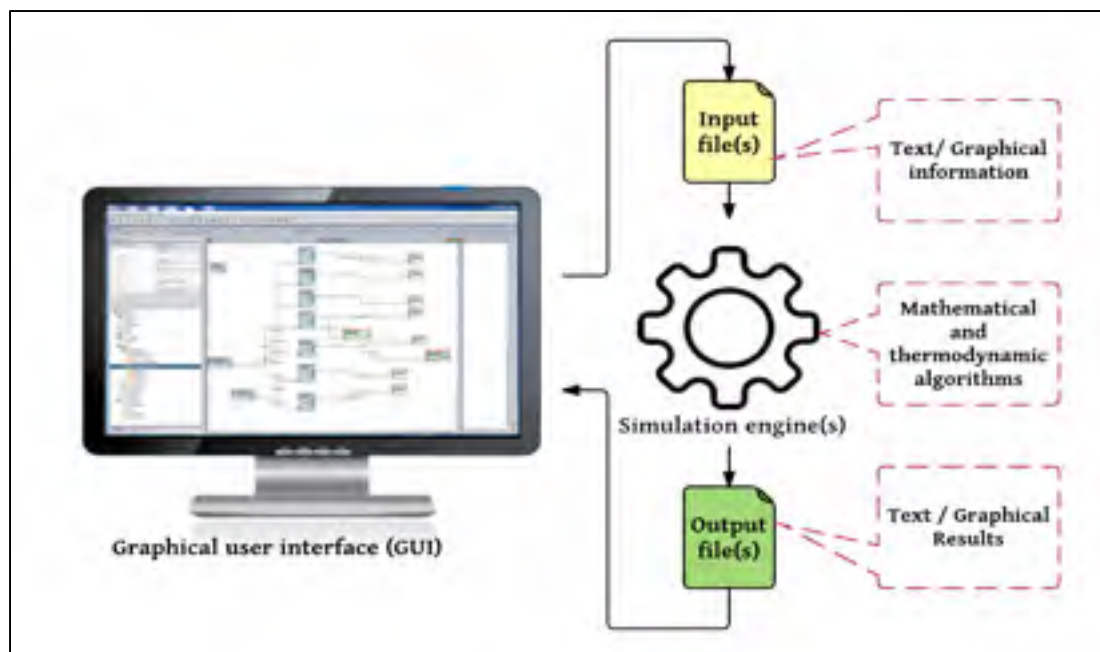 Input
file(s)
Text/ Graphical
information
Mathematical
and
thermodynamic
algorithms
Simulation engine(s)
Output
file(s)
Text / Graphical
Results
Graphical user interface (GUI)